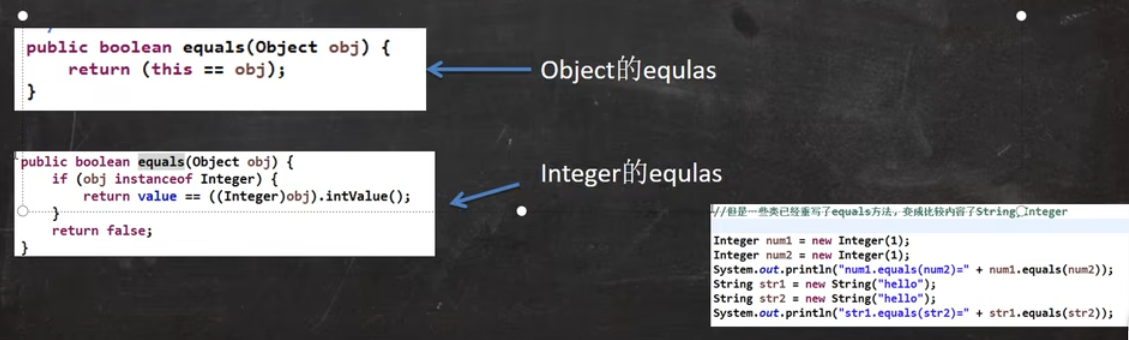 public boolean equals(Object obj) {
    return (this == obj);
}
Object的equlas
public boolean equals(Object obj) {
    if (obj instanceof Integer) {
        return value == ((Integer)obj).intValue();
    }
    return false;
}
Integer的equlas
//但是一些类已经重写了equals方法，变成比较内容了String,Integer
Integer num1 = new Integer(1);
Integer num2 = new Integer(1);
System.out.println("num1.equals(num2)=" + num1.equals(num2));
String str1 = new String("hello");
String str2 = new String("hello");
System.out.println("str1.equals(str2)=" + str1.equals(str2));